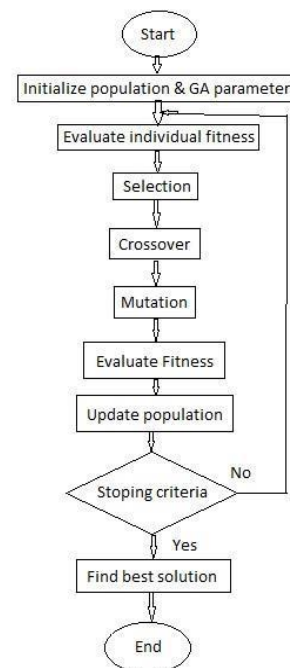 Start
Initialize population & GA parameter
Evaluate individual fitness
Selection
Crossover
Mutation
Evaluate Fitness
Update population
Stoping criteria
No
Yes
Find best solution
End